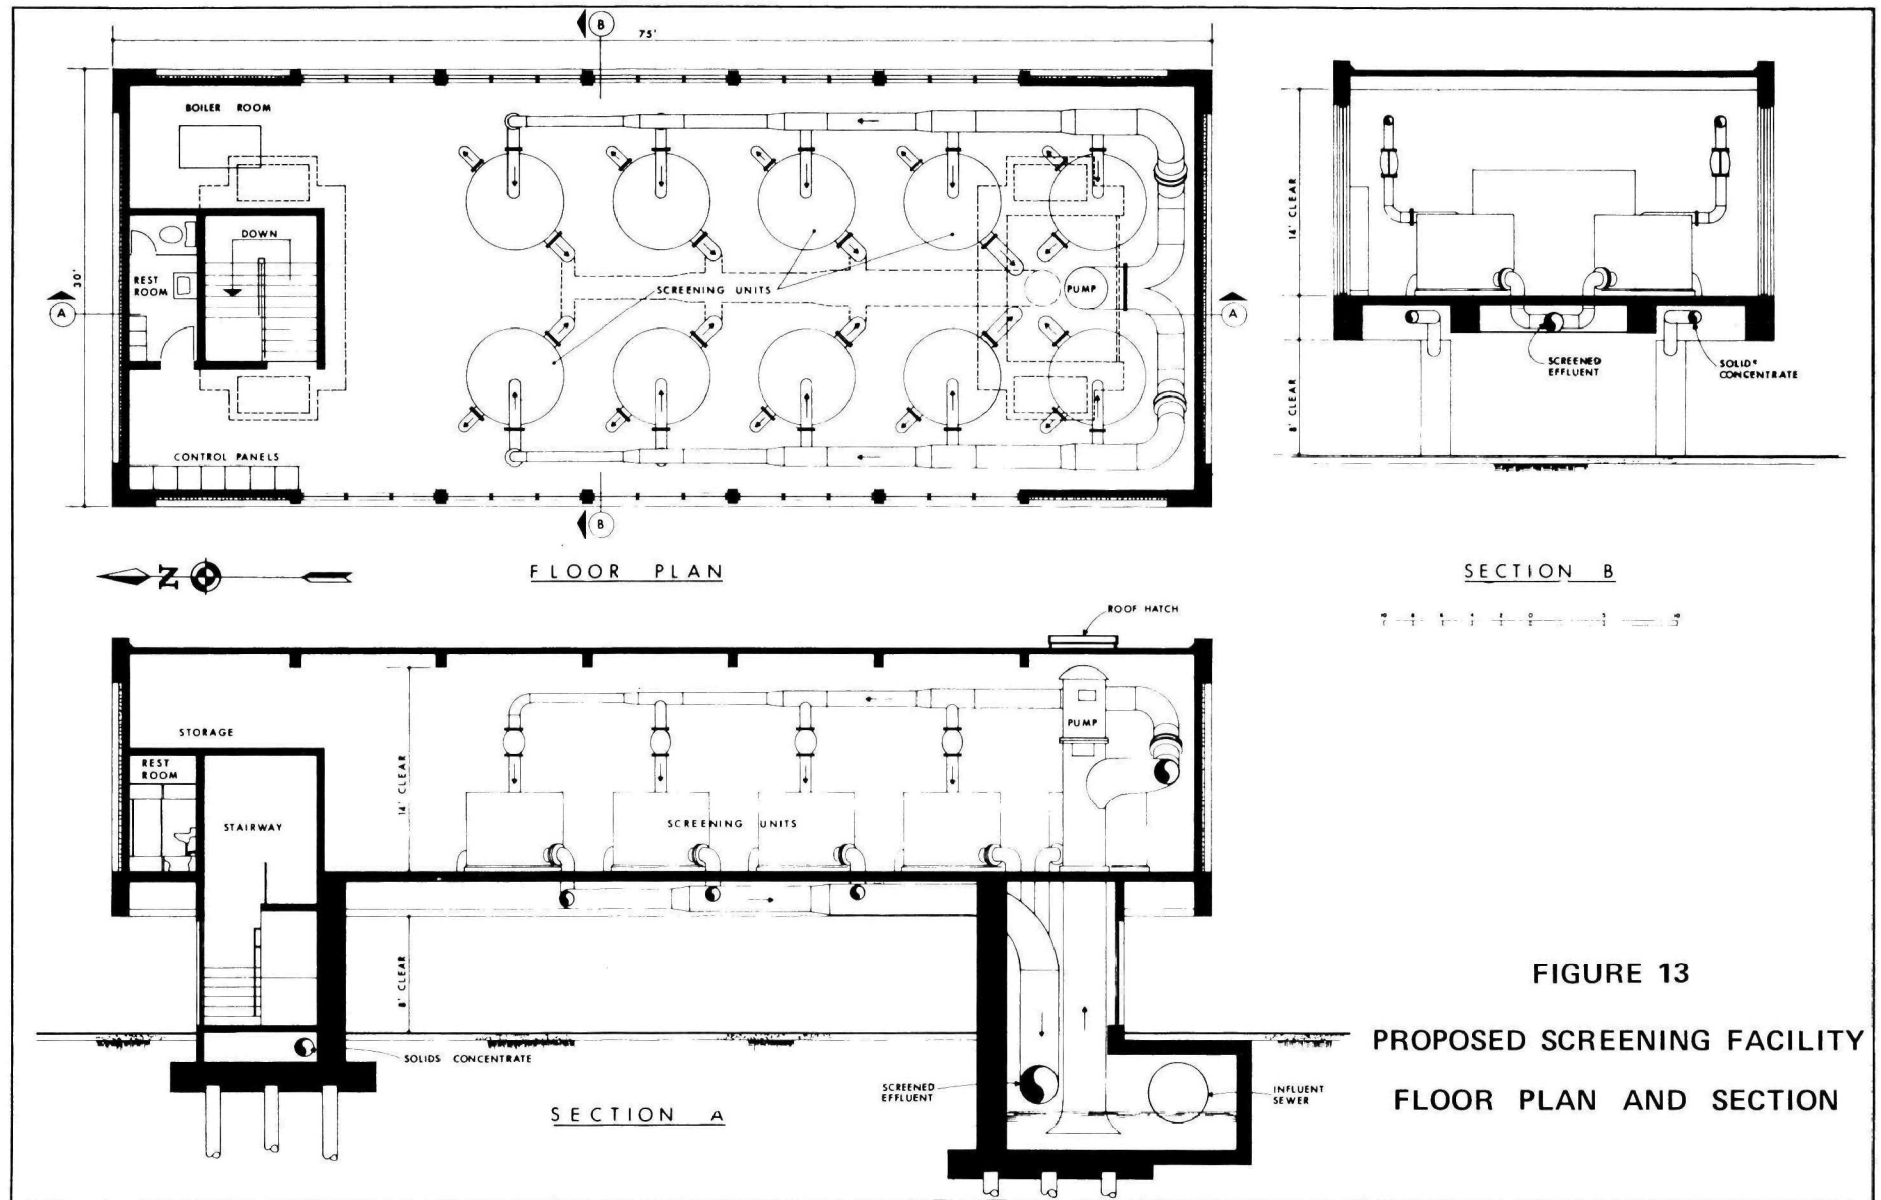 B
75'
BOILER ROOM
30'
DOWN
REST
ROOM
SCREENING UNITS
PUMP
A
A
CONTROL PANELS
B
N
FLOOR PLAN
14' CLEAR
8' CLEAR
SCREENED
EFFLUENT
SOLIDS
CONCENTRATE
SECTION B
ROOF HATCH
STORAGE
REST
ROOM
STAIRWAY
14' CLEAR
SCREENING UNITS
PUMP
8' CLEAR
SOLIDS CONCENTRATE
SCREENED
EFFLUENT
INFLUENT
SEWER
SECTION A
FIGURE 13
PROPOSED SCREENING FACILITY
FLOOR PLAN AND SECTION